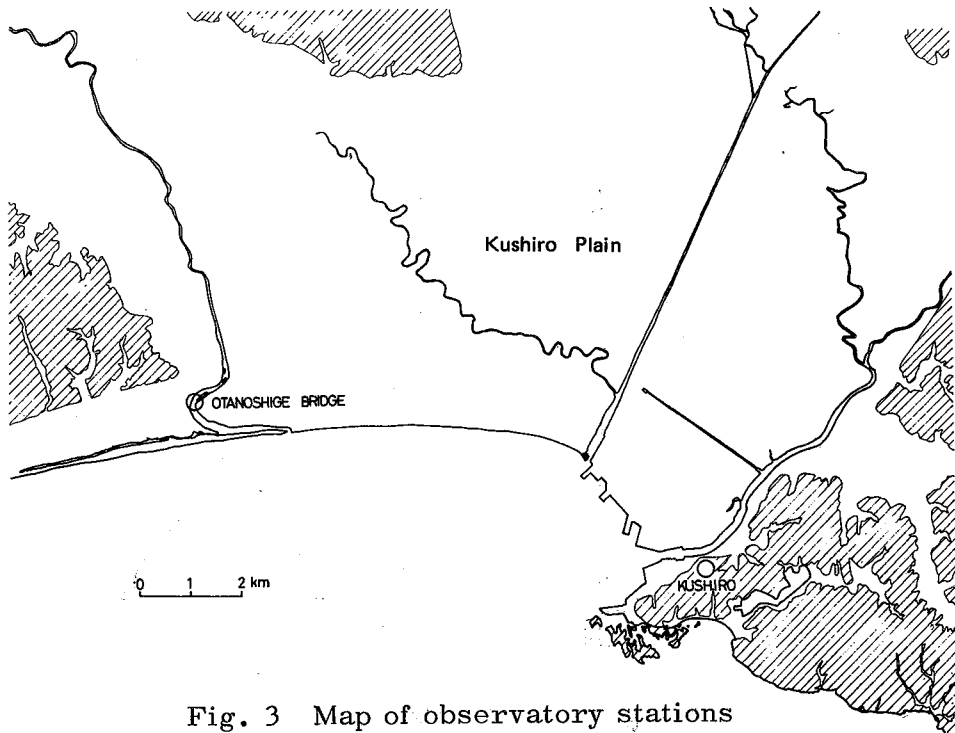 Kushiro Plain
OTANOSHIGE BRIDGE
0 1 2 km
KUSHIRO
Fig. 3 Map of observatory stations